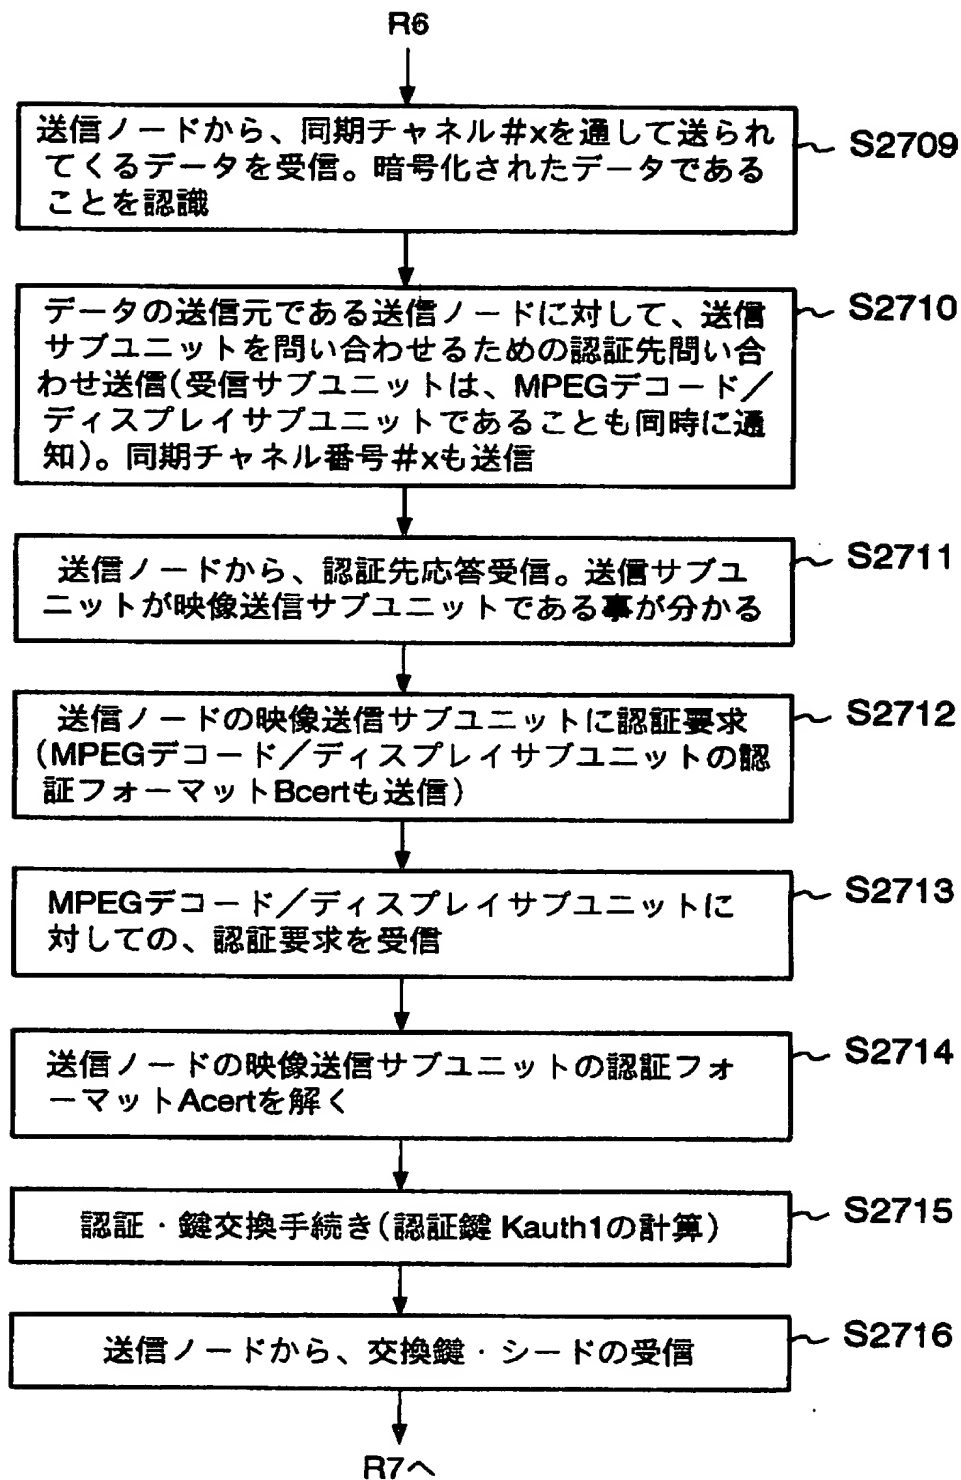 R6
送信ノードから、同期チャネル#xを通して送られ
てくるデータを受信。暗号化されたデータである
ことを認識
S2709
データの送信元である送信ノードに対して、送信
サブユニットを問い合わせるための認証先問い合
わせ送信(受信サブユニットは、MPEGデコード／
ディスプレイサブユニットであることも同時に通
知)。同期チャネル番号#xも送信
S2710
送信ノードから、認証先応答受信。送信サブユ
ニットが映像送信サブユニットである事が分かる
S2711
送信ノードの映像送信サブユニットに認証要求
(MPEGデコード／ディスプレイサブユニットの認
証フォーマットBcertも送信)
S2712
MPEGデコード／ディスプレイサブユニットに
対しての、認証要求を受信
S2713
送信ノードの映像送信サブユニットの認証フォ
ーマットAcertを解く
S2714
認証・鍵交換手続き(認証鍵 Kauth1の計算)
S2715
送信ノードから、交換鍵・シードの受信
S2716
R7へ